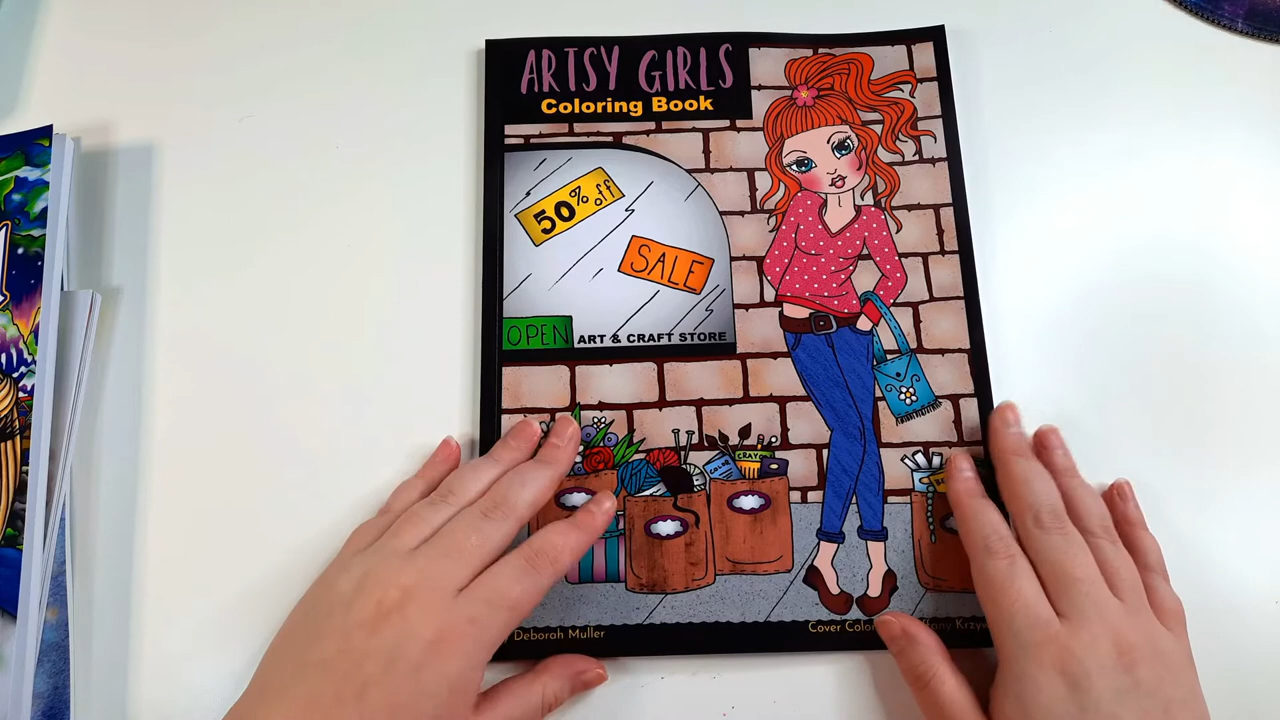 ARTSY GIRLS
Coloring Book
50% off
SALE
OPEN
ART & CRAFT STORE
COLOR
Deborah Muller
Cover